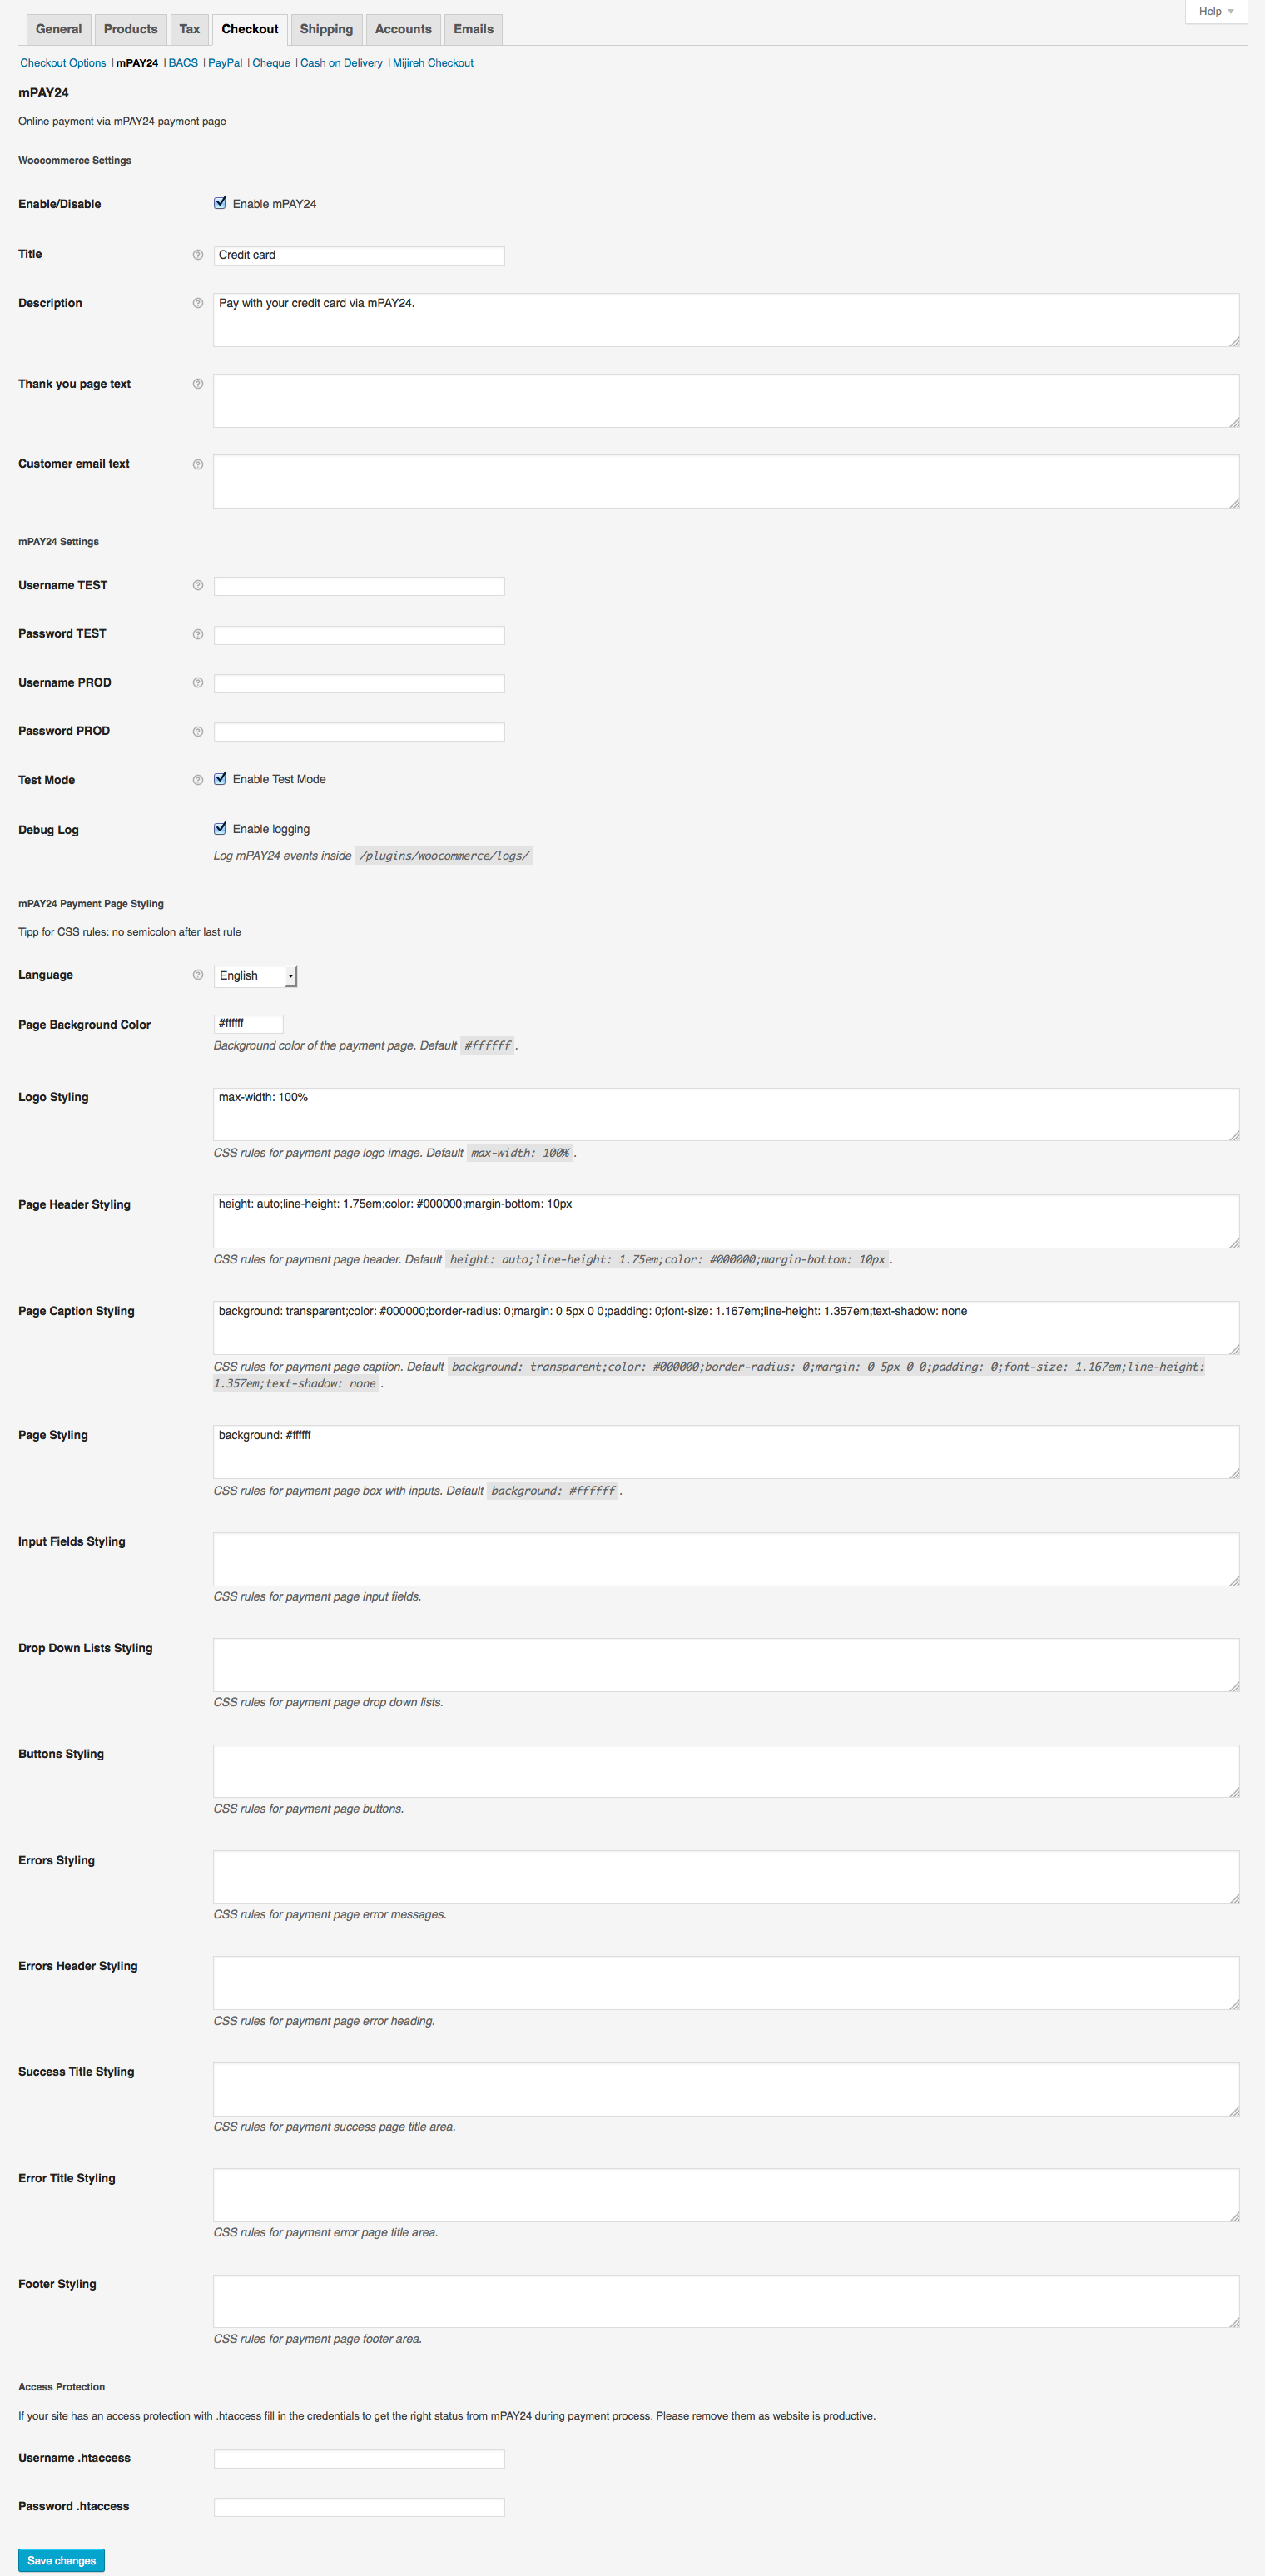 Help
General Products Tax Checkout Shipping Accounts Emails
Checkout Options | mPAY24 | BACS | PayPal | Cheque | Cash on Delivery | Mijireh Checkout
mPAY24
Online payment via mPAY24 payment page
Woocommerce Settings
Enable/Disable Enable mPAY24
Title ? Credit card
Description ? Pay with your credit card via mPAY24.
Thank you page text ?
Customer email text ?
mPAY24 Settings
Username TEST ?
Password TEST ?
Username PROD ?
Password PROD ?
Test Mode ? Enable Test Mode
Debug Log Enable logging
Log mPAY24 events inside /plugins/woocommerce/logs/
mPAY24 Payment Page Styling
Tipp for CSS rules: no semicolon after last rule
Language ? English
Page Background Color #ffffff
Background color of the payment page. Default #ffffff .
Logo Styling max-width: 100%
CSS rules for payment page logo image. Default max-width: 100% .
Page Header Styling height: auto;line-height: 1.75em;color: #000000;margin-bottom: 10px
CSS rules for payment page header. Default height: auto;line-height: 1.75em;color: #000000;margin-bottom: 10px .
Page Caption Styling background: transparent;color: #000000;border-radius: 0;margin: 0 5px 0 0;padding: 0;font-size: 1.167em;line-height: 1.357em;text-shadow: none
CSS rules for payment page caption. Default background: transparent;color: #000000;border-radius: 0;margin: 0 5px 0 0;padding: 0;font-size: 1.167em;line-height:
1.357em;text-shadow: none .
Page Styling background: #ffffff
CSS rules for payment page box with inputs. Default background: #ffffff .
Input Fields Styling
CSS rules for payment page input fields.
Drop Down Lists Styling
CSS rules for payment page drop down lists.
Buttons Styling
CSS rules for payment page buttons.
Errors Styling
CSS rules for payment page error messages.
Errors Header Styling
CSS rules for payment page error heading.
Success Title Styling
CSS rules for payment success page title area.
Error Title Styling
CSS rules for payment error page title area.
Footer Styling
CSS rules for payment page footer area.
Access Protection
If your site has an access protection with .htaccess fill in the credentials to get the right status from mPAY24 during payment process. Please remove them as website is productive.
Username .htaccess
Password .htaccess
Save changes